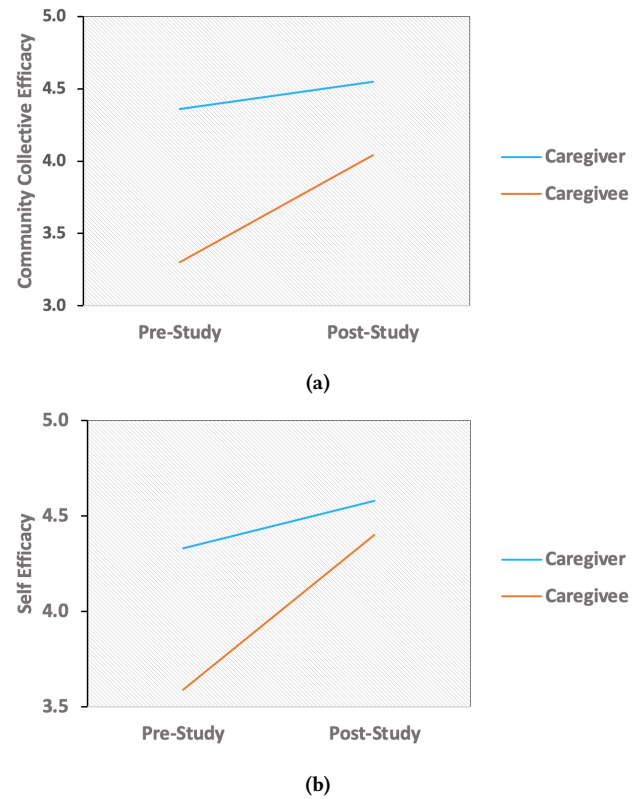 5.0
4.5
4.0
3.5
3.0
Community Collective Efficacy
Pre-Study Post-Study
Caregiver
Caregivee
(a)
5.0
4.5
4.0
3.5
Self Efficacy
Pre-Study Post-Study
Caregiver
Caregivee
(b)